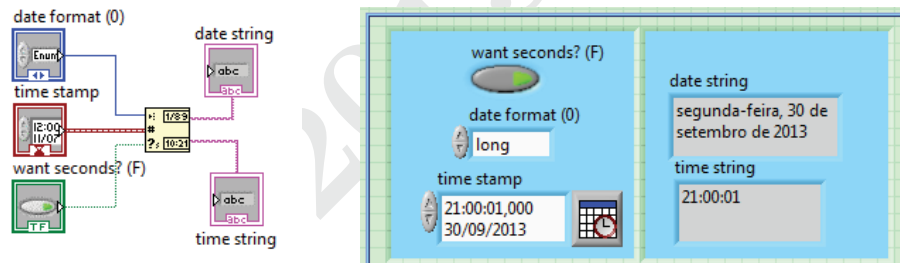 date format (0)
Enum
time stamp
12:00
11/07
want seconds? (F)
TF
1/89
#
?
10:21
date string
abc
abc
abc
abc
time string
want seconds? (F)
date format (0)
long
time stamp
21:00:01,000
30/09/2013
date string
segunda-feira, 30 de
setembro de 2013
time string
21:00:01